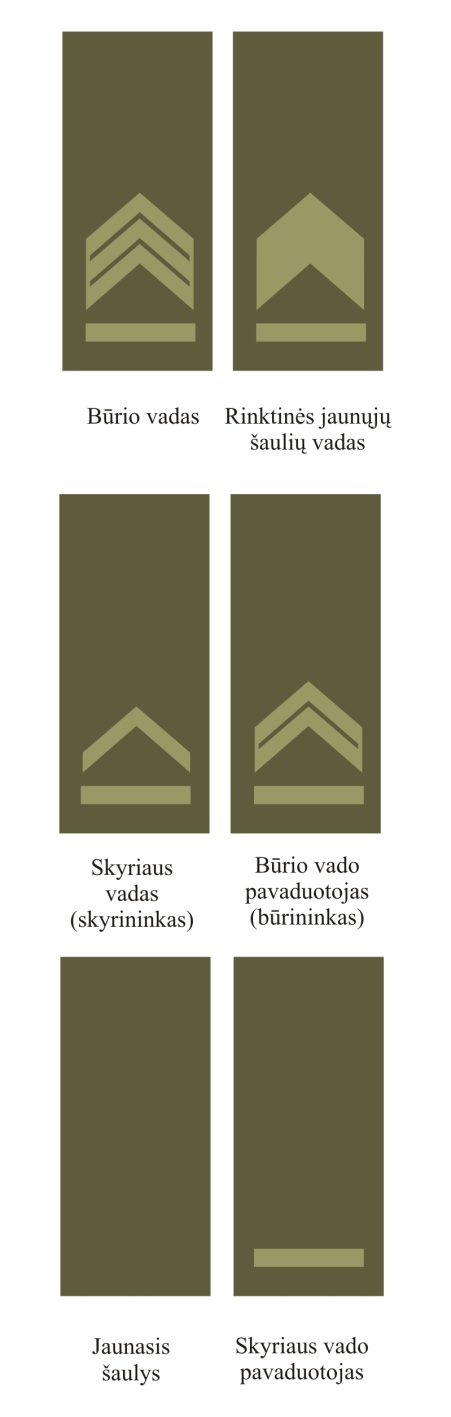 Būrio vadas
Rinktinės jaunųjų
šaulių vadas
Skyriaus
vadas
(skyrininkas)
Būrio vado
pavaduotojas
(būrininkas)
Jaunasis
šaulys
Skyriaus vado
pavaduotojas